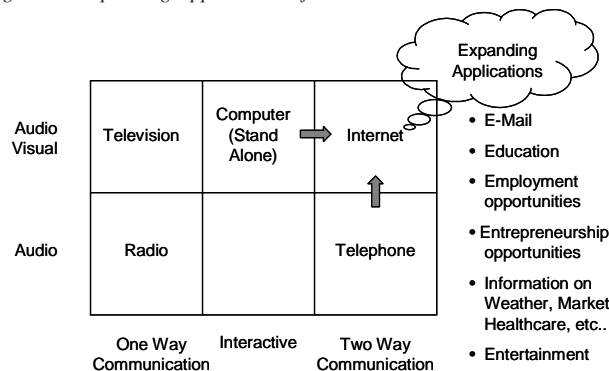 Expanding
Applications
Audio
Visual
Television
Computer
(Stand
Alone)
Internet
• E-Mail
• Education
• Employment
opportunities
• Entrepreneurship
opportunities
• Information on
Weather, Market
Healthcare, etc..
• Entertainment
Audio
Radio
Telephone
One Way
Communication
Interactive
Two Way
Communication